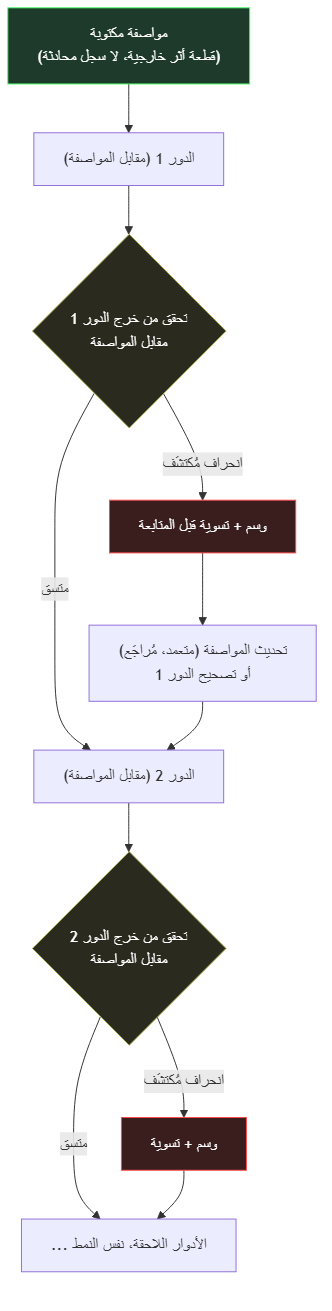 مواصفة مكتوبة
(قطعة أثر خارجية، لا سجل محادثة)
الدور 1 (مقابل المواصفة)
تحقق من خرج الدور 1
مقابل المواصفة
انحراف مُكتشَف
وسم + تسوية قبل المتابعة
متسق
تحديث المواصفة (متعمد، مُراجَع)
أو تصحيح الدور 1
الدور 2 (مقابل المواصفة)
تحقق من خرج الدور 2
مقابل المواصفة
انحراف مُكتشَف
وسم + تسوية
متسق
الأدوار اللاحقة، نفس النمط ...